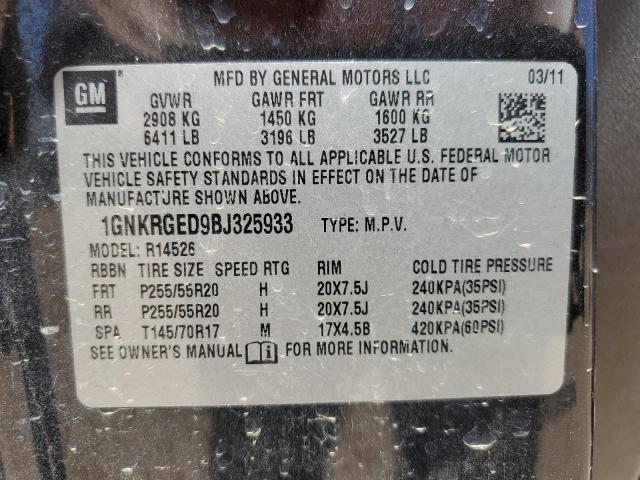 GM
MFD BY GENERAL MOTORS LLC 03/11
GVWR GAWR FRT GAWR RR
2908 KG 1450 KG 1600 KG
6411 LB 3196 LB 3527 LB
THIS VEHICLE CONFORMS TO ALL APPLICABLE U.S. FEDERAL MOTOR
VEHICLE SAFETY STANDARDS IN EFFECT ON THE DATE OF
MANUFACTURE SHOWN ABOVE.
1GNKRGED9BJ325933 TYPE: M.P.V.
MODEL: R14526
RBBN TIRE SIZE SPEED RTG RIM COLD TIRE PRESSURE
FRT P255/55R20 H 20X7.5J 240KPA(35PSI)
RR P255/55R20 H 20X7.5J 240KPA(35PSI)
SPA T145/70R17 M 17X4.5B 420KPA(60PSI)
SEE OWNER'S MANUAL i FOR MORE INFORMATION.